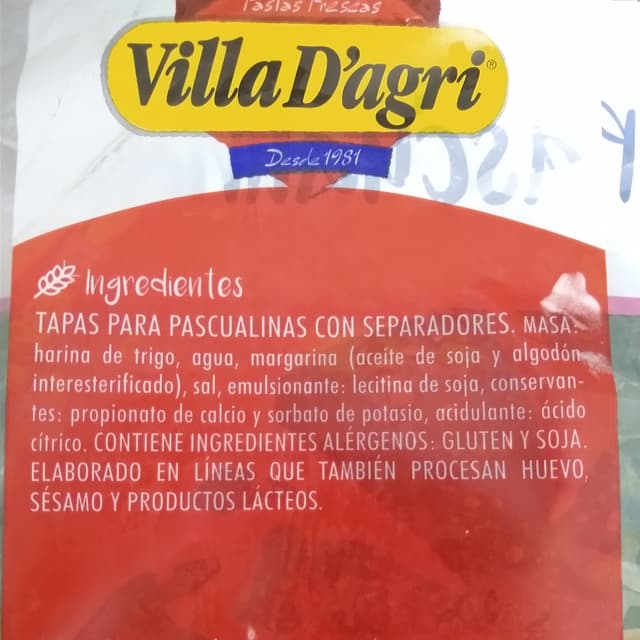 Pastas Frescas
Villa D'agri®
Desde 1981
Ingredientes
TAPAS PARA PASCUALINAS CON SEPARADORES. MASA:
harina de trigo, agua, margarina (aceite de soja y algodón
interesterificado), sal, emulsionante: lecitina de soja, conservan-
tes: propionato de calcio y sorbato de potasio, acidulante: ácido
cítrico. CONTIENE INGREDIENTES ALÉRGENOS: GLUTEN Y SOJA.
ELABORADO EN LÍNEAS QUE TAMBIÉN PROCESAN HUEVO,
SÉSAMO Y PRODUCTOS LÁCTEOS.